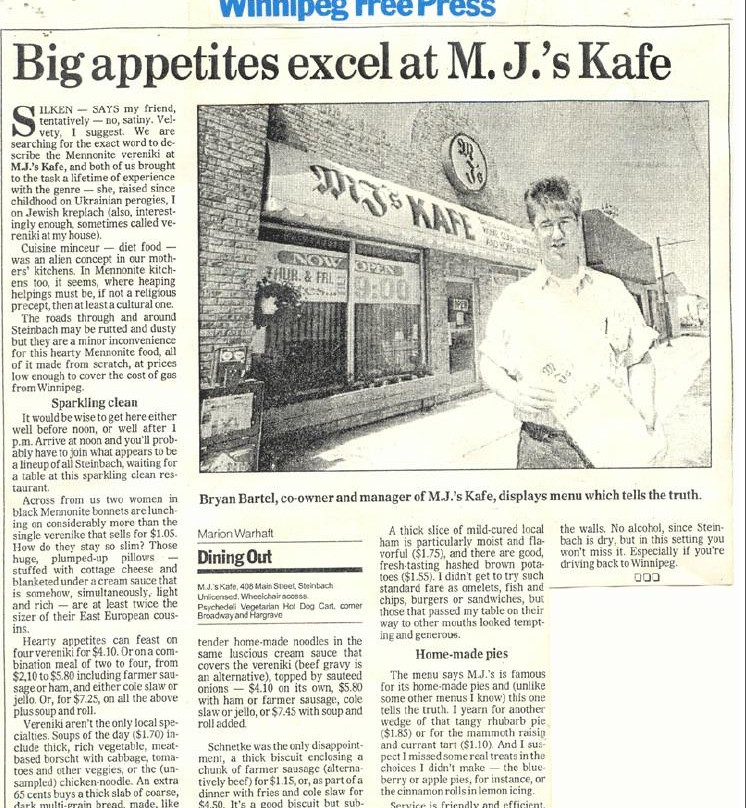 Winnipeg Free Press
Big appetites excel at M. J.'s Kafe
SILKEN — SAYS my friend,
tentatively — no, satiny. Vel-
vety, I suggest. We are
searching for the exact word to de-
scribe the Mennonite vereniki at
M.J.'s Kafe, and both of us brought
to the task a lifetime of experience
with the genre — she, raised since
childhood on Ukrainian perogies, I
on Jewish kreplach (also, interest-
ingly enough, sometimes called ve-
reniki at my house).
Cuisine minceur — diet food —
was an alien concept in our moth-
ers' kitchens. In Mennonite kitch-
ens too, it seems, where heaping
helpings must be, if not a religious
precept, then at least a cultural one.
The roads through and around
Steinbach may be rutted and dusty
but they are a minor inconvenience
for this hearty Mennonite food, all
of it made from scratch, at prices
low enough to cover the cost of gas
from Winnipeg.
Sparkling clean
It would be wise to get here either
well before noon, or well after 1
p.m. Arrive at noon and you'll prob-
ably have to join what appears to be
a lineup of all Steinbach, waiting for
a table at this sparkling clean res-
taurant.
Across from us two women in
black Mennonite bonnets are lunch-
ing on considerably more than the
single verenike that sells for $1.05.
How do they stay so slim? Those
huge, plumped-up pillows —
stuffed with cottage cheese and
blanketed under a cream sauce that
is somehow, simultaneously, light
and rich — are at least twice the
sizer of their East European cous-
ins.
Hearty appetites can feast on
four vereniki for $4.10. Or on a com-
bination meal of two to four, from
$2,10 to $5.80 including farmer sau-
sage or ham, and either cole slaw or
jello. Or, for $7.25, on all the above
plus soup and roll.
Vereniki aren't the only local spe-
cialties. Soups of the day ($1.70) in-
clude thick, rich vegetable, meat-
based borscht with cabbage, toma-
toes and other veggies, or the (un-
sampled) chicken-noodle. An extra
65 cents buys a thick slab of coarse,
dark multi-grain bread, made, like
MJ's
MJ's KAFE
NOW OPEN
THUR. & FRI.
9:00
OPEN
Bryan Bartel, co-owner and manager of M.J.'s Kafe, displays menu which tells the truth.
Marion Warhaft
Dining Out
M.J.'s Kafe, 408 Main Street, Steinbach
Unlicensed. Wheelchair access.
Psychedeli Vegetarian Hot Dog Cart, corner
Broadway and Hargrave
tender home-made noodles in the
same luscious cream sauce that
covers the vereniki (beef gravy is
an alternative), topped by sauteed
onions — $4.10 on its own, $5.80
with ham or farmer sausage, cole
slaw or jello, or $7.45 with soup and
roll added.
Schnetke was the only disappoint-
ment, a thick biscuit enclosing a
chunk of farmer sausage (alterna-
tively beef) for $1.15, or, as part of a
dinner with fries and cole slaw for
$4.50. It's a good biscuit but sub-
A thick slice of mild-cured local
ham is particularly moist and fla-
vorful ($1.75), and there are good,
fresh-tasting hashed brown pota-
toes ($1.55). I didn't get to try such
standard fare as omelets, fish and
chips, burgers or sandwiches, but
those that passed my table on their
way to other mouths looked tempt-
ing and generous.
Home-made pies
The menu says M.J.'s is famous
for its home-made pies and (unlike
some other menus I know) this one
tells the truth. I yearn for another
wedge of that tangy rhubarb pie
($1.85) or for the mammoth raisin
and currant tart ($1.10). And I sus-
pect I missed some real treats in the
choices I didn't make — the blue-
berry or apple pies, for instance, or
the cinnamon rolls in lemon icing.
Service is friendly and efficient,
the walls. No alcohol, since Stein-
bach is dry, but in this setting you
won't miss it. Especially if you're
driving back to Winnipeg.